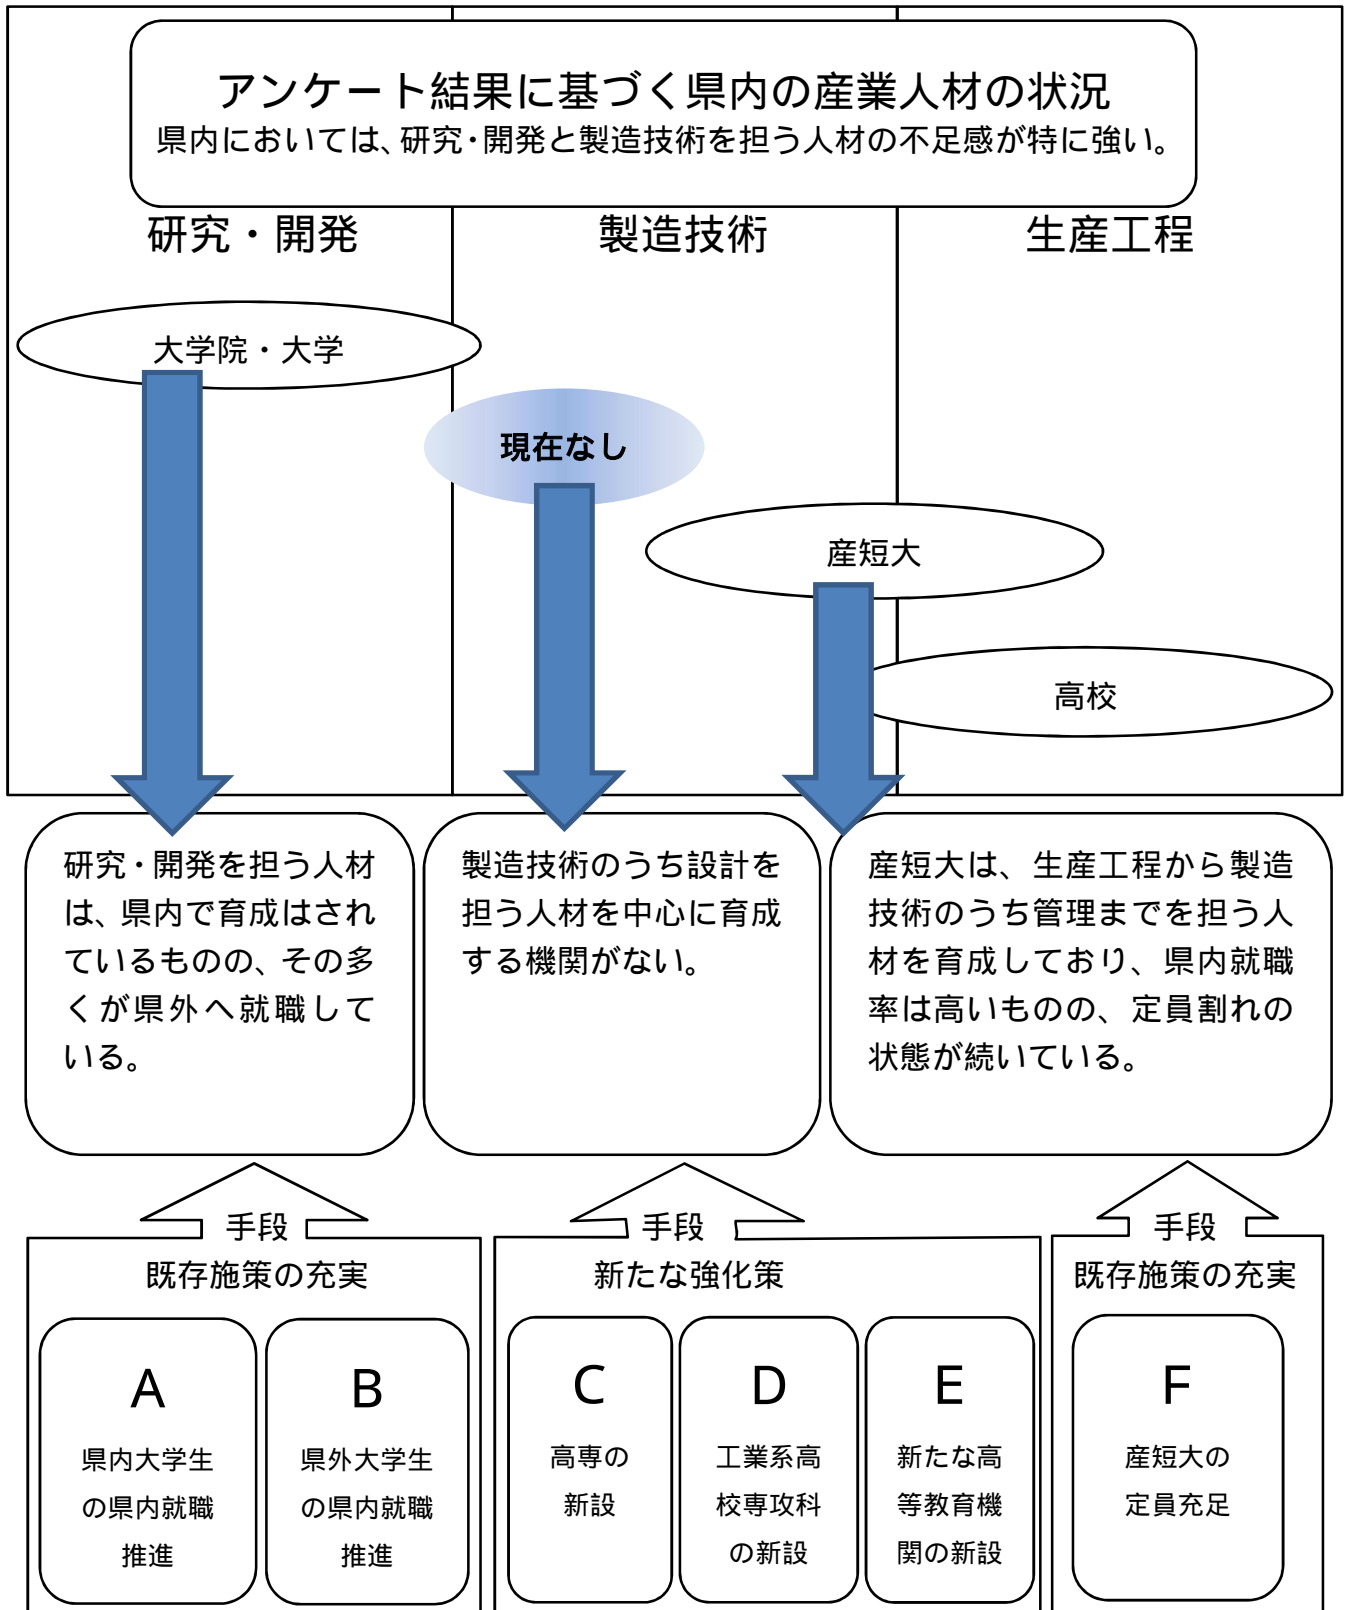 アンケート結果に基づく県内の産業人材の状況
県内においては、研究・開発と製造技術を担う人材の不足感が特に強い。
研究・開発
製造技術
生産工程
大学院・大学
現在なし
産短大
高校
研究・開発を担う人材
は、県内で育成はされ
ているものの、その多
くが県外へ就職して
いる。
製造技術のうち設計を
担う人材を中心に育成
する機関がない。
産短大は、生産工程から製造
技術のうち管理までを担う人
材を育成しており、県内就職
率は高いものの、定員割れの
状態が続いている。
手段
既存施策の充実
A
県内大学生
の県内就職
推進
B
県外大学生
の県内就職
推進
手段
新たな強化策
C
高専の
新設
D
工業系高
校専攻科
の新設
E
新たな高
等教育機
関の新設
手段
既存施策の充実
F
産短大の
定員充足